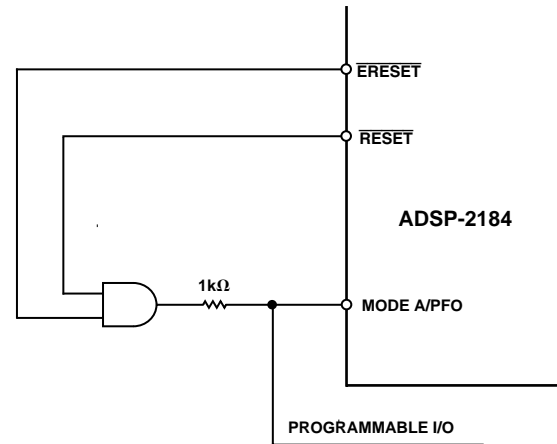 ERESET
RESET
ADSP-2184
1kΩ
MODE A/PFO
PROGRAMMABLE I/O